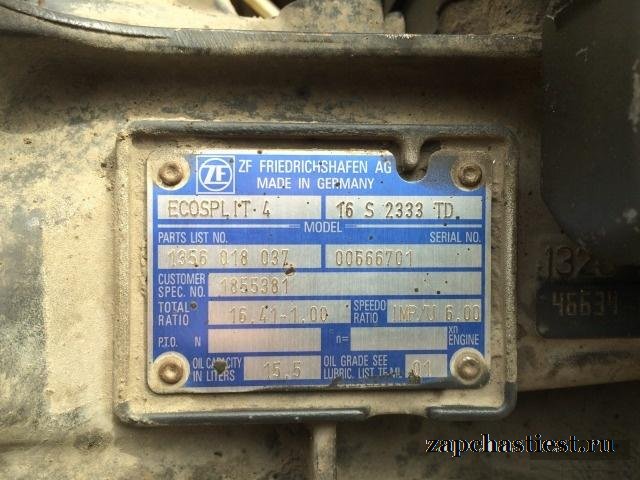 ZF ZF FRIEDRICHSHAFEN AG
MADE IN GERMANY
ECOSPLIT 4 16 S 2333 TD
MODEL
PARTS LIST NO. SERIAL NO.
1356 018 037 00666701
CUSTOMER
SPEC. NO. 1855381
TOTAL
RATIO 16.41-1.00 SPEEDO
RATIO IMP/U 6.00
P.T.O. N n= xn
ENGINE
OIL CAPACITY
IN LITERS 15,5 OIL GRADE SEE
LUBRIC. LIST TE-ML 01
46634
zapchastiest.ru